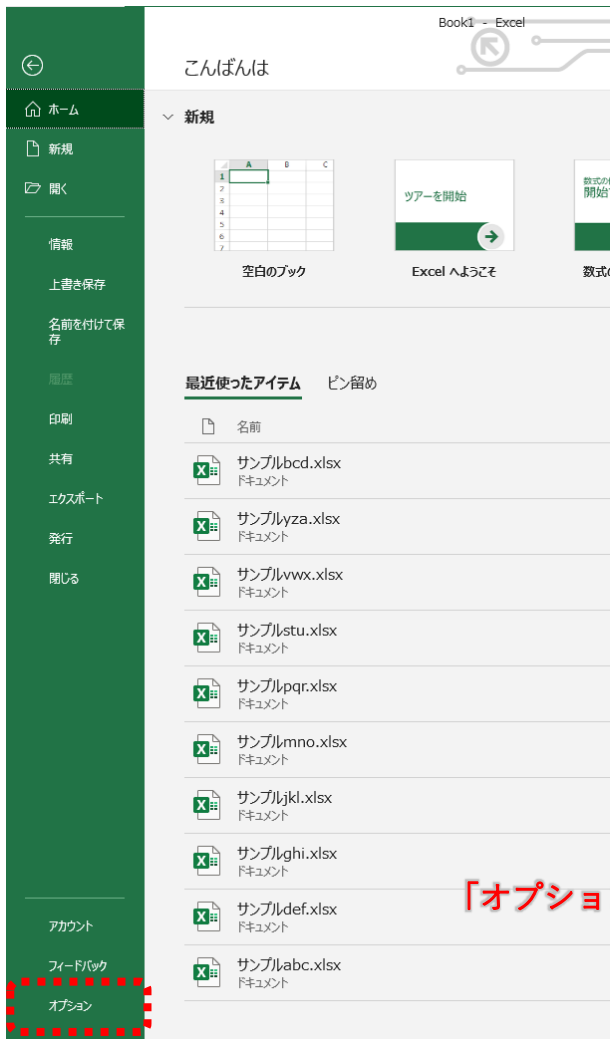 Book1 - Excel
こんばんは
ホーム
新規
開く
情報
上書き保存
名前を付けて保
存
履歴
印刷
共有
エクスポート
発行
閉じる
アカウント
フィードバック
オプション
新規
A B C
1
2
3
4
5
6
7
空白のブック
ツアーを開始
Excel へようこそ
数式の
開始
数式の
最近使ったアイテム ピン留め
名前
サンプルbcd.xlsx
ドキュメント
サンプルyza.xlsx
ドキュメント
サンプルvwx.xlsx
ドキュメント
サンプルstu.xlsx
ドキュメント
サンプルpqr.xlsx
ドキュメント
サンプルmno.xlsx
ドキュメント
サンプルjkl.xlsx
ドキュメント
サンプルghi.xlsx
ドキュメント
サンプルdef.xlsx
ドキュメント
サンプルabc.xlsx
ドキュメント
「オプショ